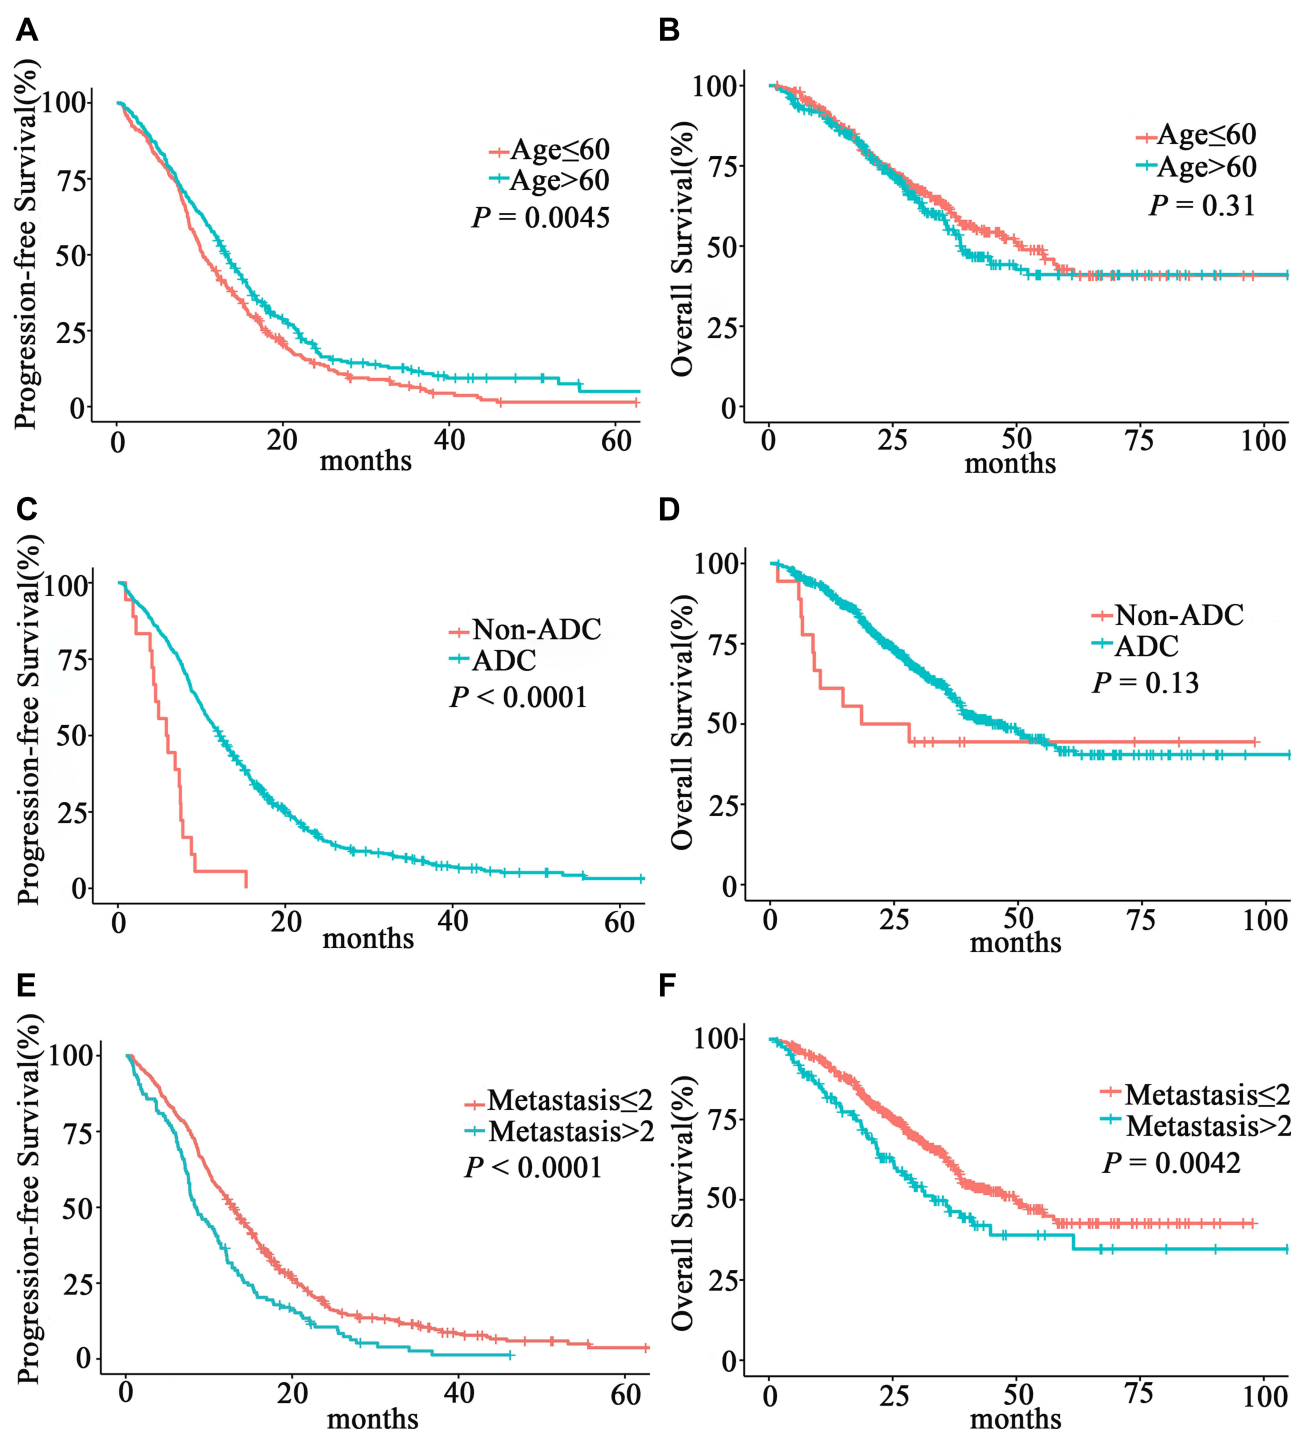 A
Progression-free Survival(%)
100
75
50
25
0
0 20 40 60
months
Age≤60
Age>60
P = 0.0045
B
Overall Survival(%)
100
75
50
25
0
0 25 50 75 100
months
Age≤60
Age>60
P = 0.31
C
Progression-free Survival(%)
100
75
50
25
0
0 20 40 60
months
Non-ADC
ADC
P < 0.0001
D
Overall Survival(%)
100
75
50
25
0
0 25 50 75 100
months
Non-ADC
ADC
P = 0.13
E
Progression-free Survival(%)
100
75
50
25
0
0 20 40 60
months
Metastasis≤2
Metastasis>2
P < 0.0001
F
Overall Survival(%)
100
75
50
25
0
0 25 50 75 100
months
Metastasis≤2
Metastasis>2
P = 0.0042